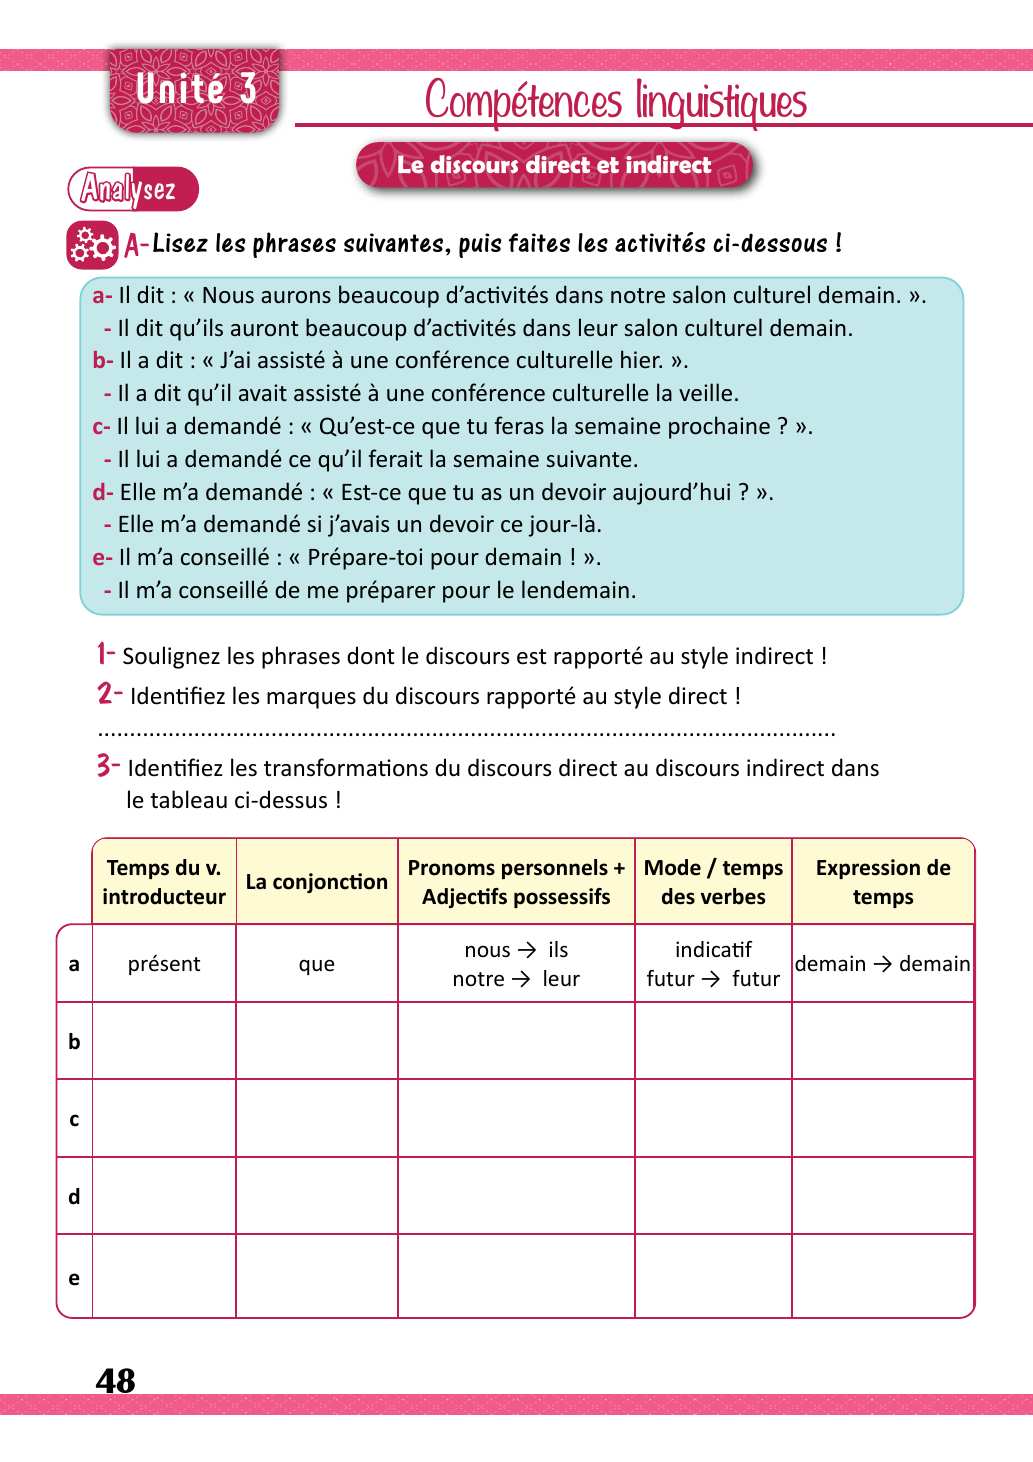 Unité 3
Compétences linguistiques
Le discours direct et indirect
Analysez
A- Lisez les phrases suivantes, puis faites les activités ci-dessous !
a- Il dit : « Nous aurons beaucoup d’activités dans notre salon culturel demain. ».
- Il dit qu’ils auront beaucoup d’activités dans leur salon culturel demain.
b- Il a dit : « J’ai assisté à une conférence culturelle hier. ».
- Il a dit qu’il avait assisté à une conférence culturelle la veille.
c- Il lui a demandé : « Qu’est-ce que tu feras la semaine prochaine ? ».
- Il lui a demandé ce qu’il ferait la semaine suivante.
d- Elle m’a demandé : « Est-ce que tu as un devoir aujourd’hui ? ».
- Elle m’a demandé si j’avais un devoir ce jour-là.
e- Il m’a conseillé : « Prépare-toi pour demain ! ».
- Il m’a conseillé de me préparer pour le lendemain.
1- Soulignez les phrases dont le discours est rapporté au style indirect !
2- Identifiez les marques du discours rapporté au style direct !
...................................................................................................................
3- Identifiez les transformations du discours direct au discours indirect dans
le tableau ci-dessus !
Temps du v. introducteur | La conjonction | Pronoms personnels + Adjectifs possessifs | Mode / temps des verbes | Expression de temps
a | présent | que | nous → ils notre → leur | indicatif futur → futur | demain → demain
b
c
d
e
48